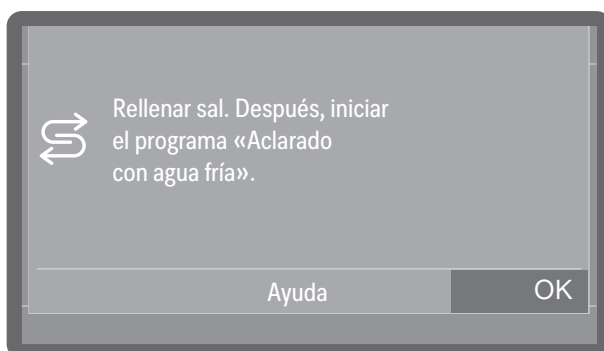 Rellenar sal. Después, iniciar
el programa «Aclarado
con agua fría».
Ayuda
OK